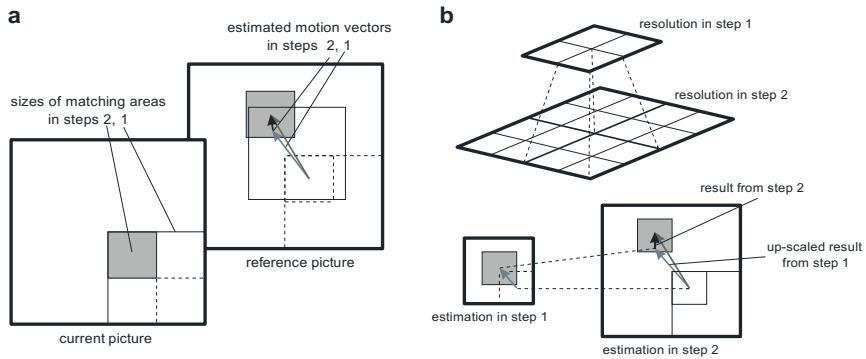 a
estimated motion vectors
in steps 2, 1
sizes of matching areas
in steps 2, 1
reference picture
current picture
b
resolution in step 1
resolution in step 2
result from step 2
up-scaled result
from step 1
estimation in step 1
estimation in step 2